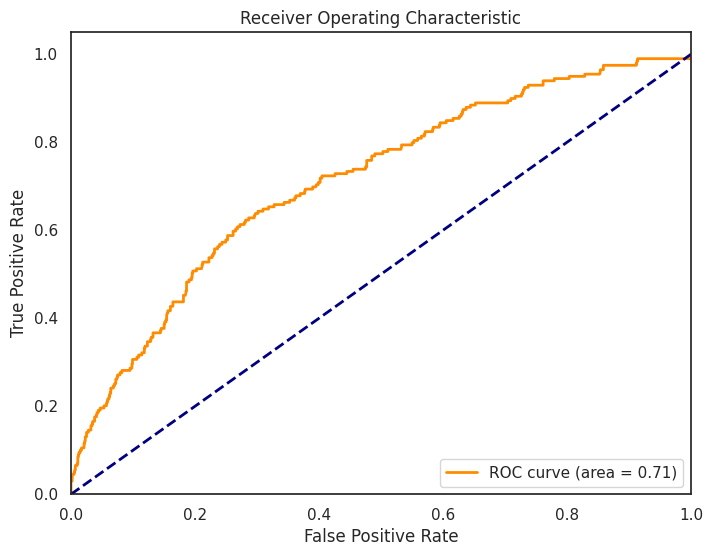 Receiver Operating Characteristic
True Positive Rate
1.0
0.8
0.6
0.4
0.2
0.0
ROC curve (area = 0.71)
0.0 0.2 0.4 0.6 0.8 1.0
False Positive Rate